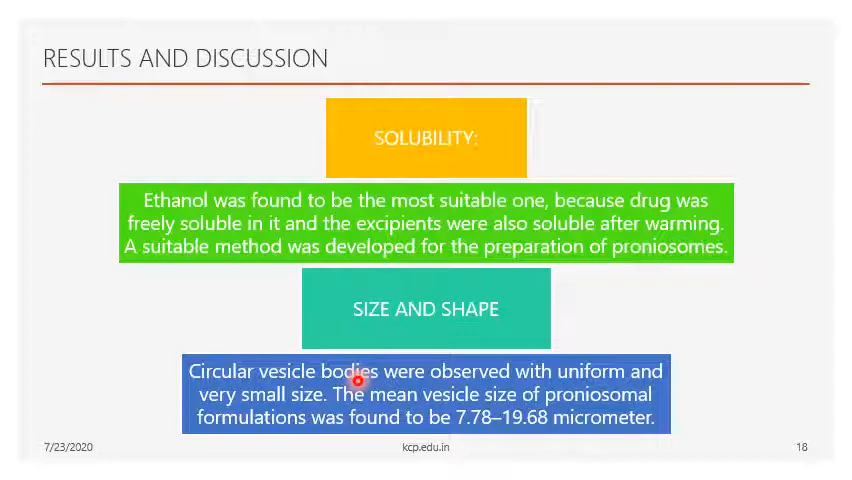 RESULTS AND DISCUSSION
SOLUBILITY:
Ethanol was found to be the most suitable one, because drug was
freely soluble in it and the excipients were also soluble after warming.
A suitable method was developed for the preparation of proniosomes.
SIZE AND SHAPE
Circular vesicle bodies were observed with uniform and
very small size. The mean vesicle size of proniosomal
formulations was found to be 7.78–19.68 micrometer.
7/23/2020
kcp.edu.in
18